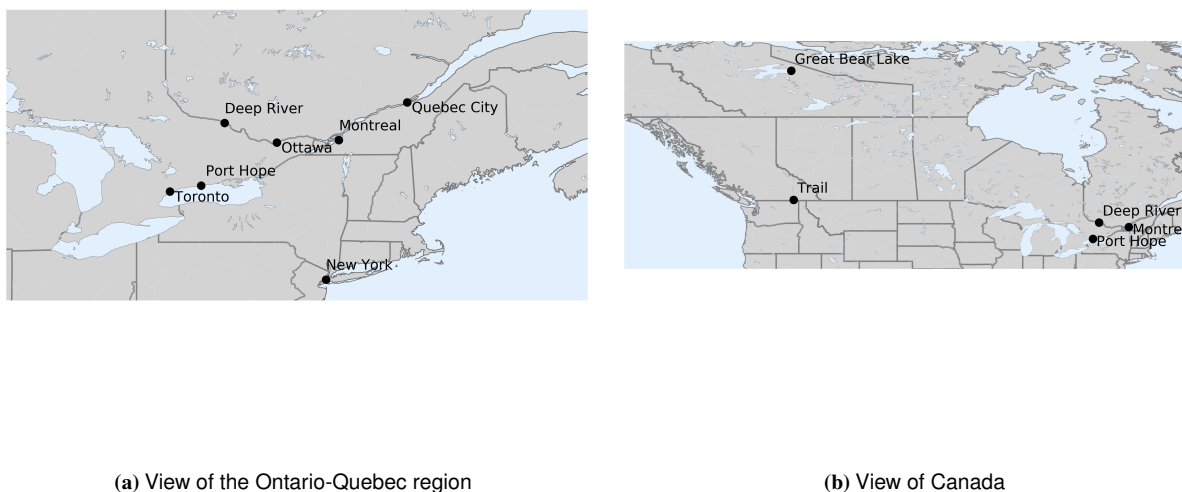 Deep River
Quebec City
Montreal
Ottawa
Port Hope
Toronto
New York
(a) View of the Ontario-Quebec region
Great Bear Lake
Trail
Deep River
Montre
Port Hope
(b) View of Canada